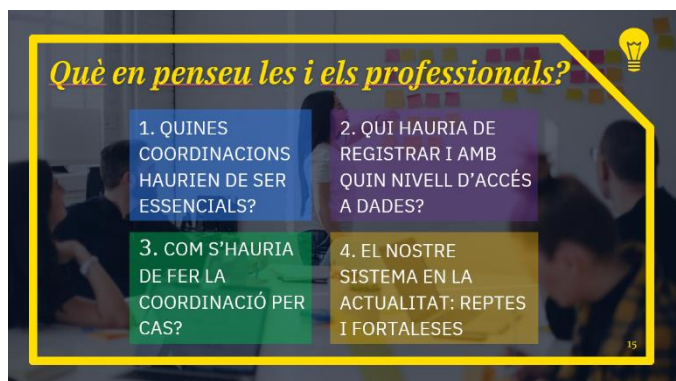 Què en penseu les i els professionals?
1. QUINES
COORDINACIONS
HAURIEN DE SER
ESSENCIALS?
2. QUI HAURIA DE
REGISTRAR I AMB
QUIN NIVELL D'ACCÉS
A DADES?
3. COM S'HAURIA
DE FER LA
COORDINACIÓ PER
CAS?
4. EL NOSTRE
SISTEMA EN LA
ACTUALITAT: REPTES
I FORTALESES
15